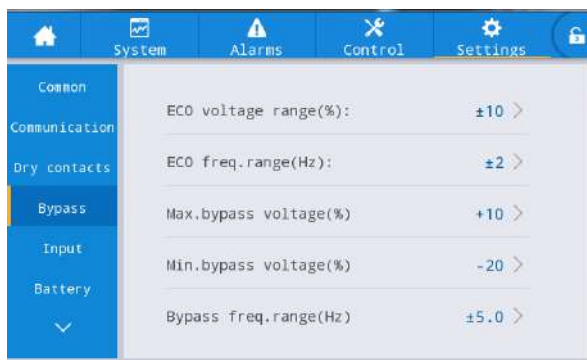 System Alarms Control Settings
Common
Communication
Dry contacts
Bypass
Input
Battery
ECO voltage range(%): ±10
ECO freq.range(Hz): ±2
Max.bypass voltage(%) +10
Min.bypass voltage(%) -20
Bypass freq.range(Hz) ±5.0